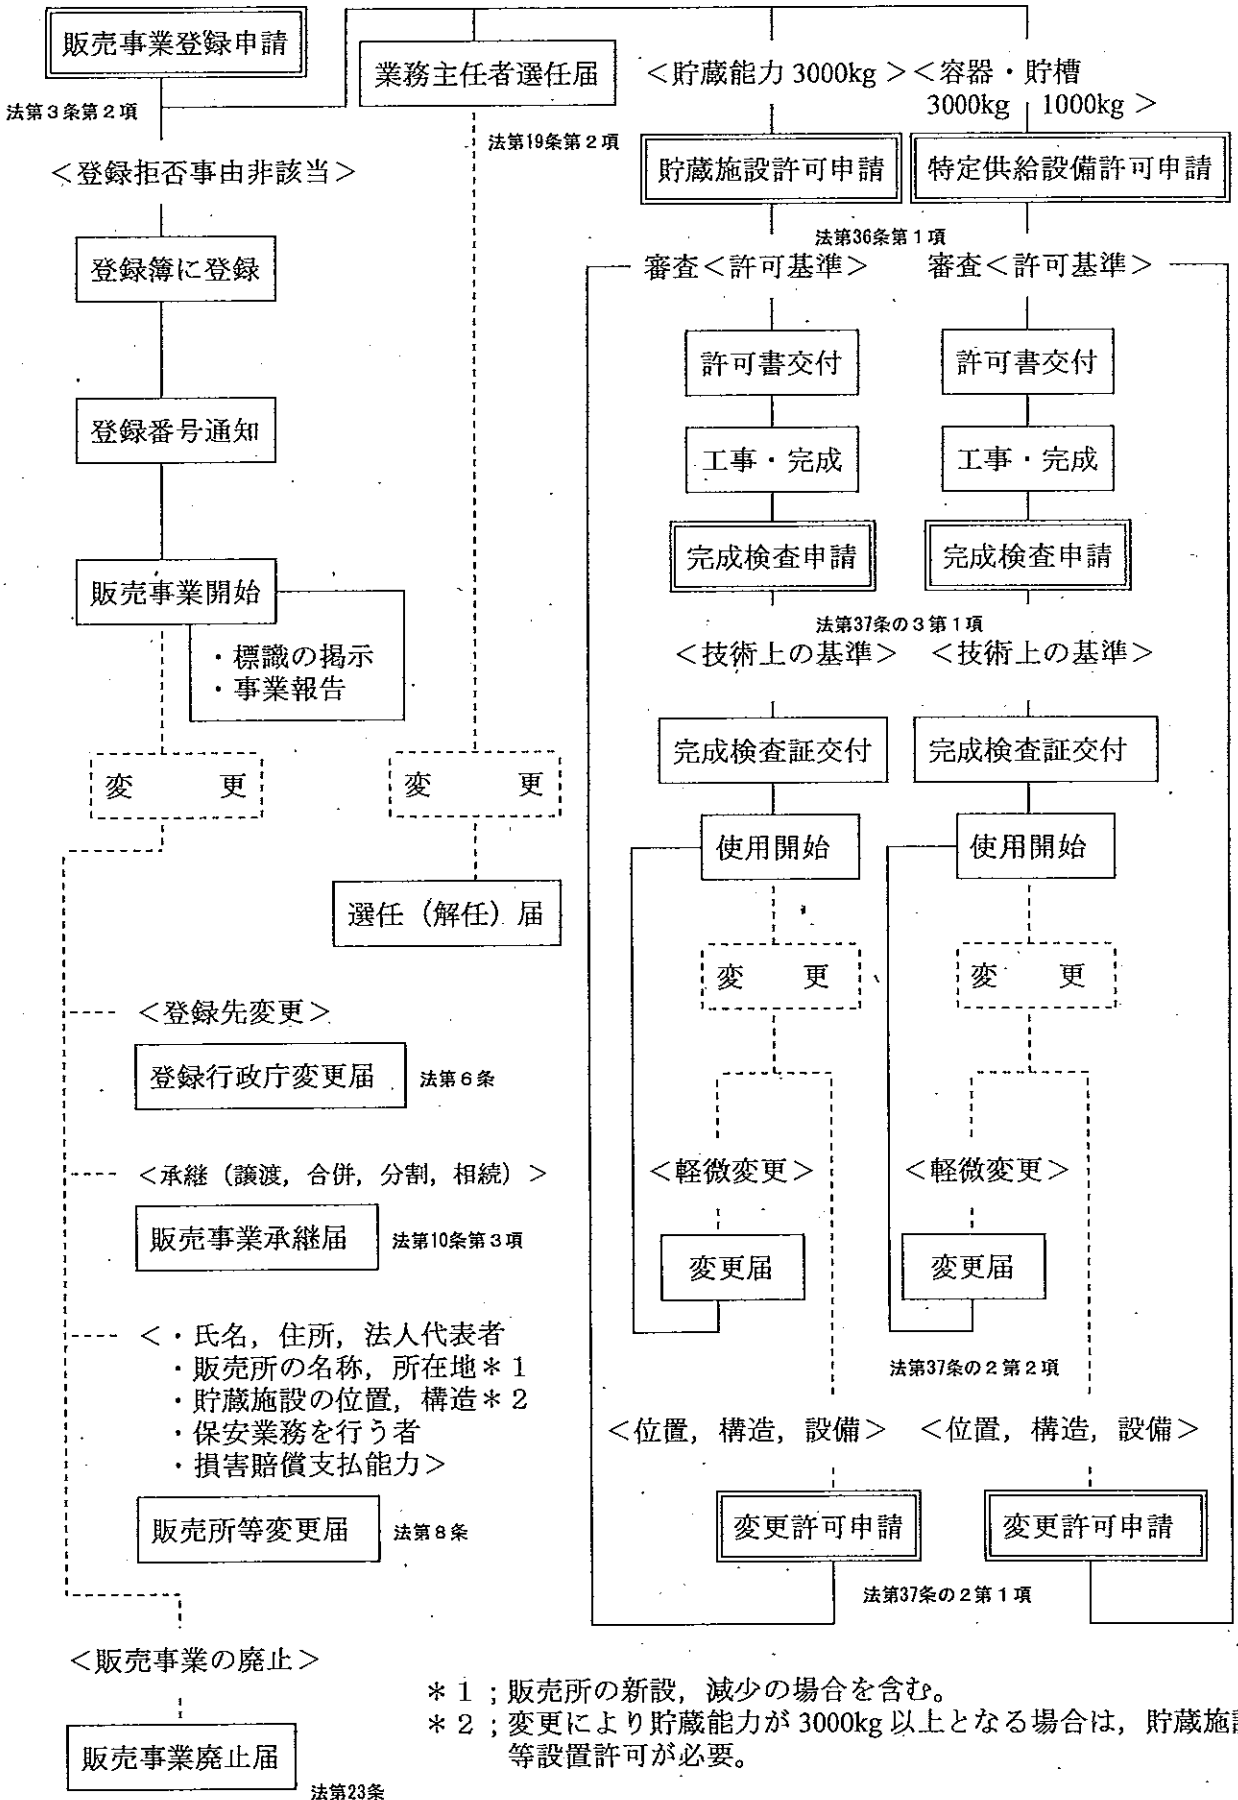 販売事業登録申請
法第3条第2項
<登録拒否事由非該当>
登録簿に登録
登録番号通知
販売事業開始
・標識の掲示
・事業報告
変　更
業務主任者選任届
法第19条第2項
変　更
選任（解任）届
<登録先変更>
登録行政庁変更届
法第6条
<承継（譲渡，合併，分割，相続）>
販売事業承継届
法第10条第3項
<・氏名，住所，法人代表者
・販売所の名称，所在地＊1
・貯蔵施設の位置，構造＊2
・保安業務を行う者
・損害賠償支払能力>
販売所等変更届
法第8条
<販売事業の廃止>
販売事業廃止届
法第23条
<貯蔵能力 3000kg >
貯蔵施設許可申請
<容器・貯槽
3000kg　1000kg >
特定供給設備許可申請
法第36条第1項
審査<許可基準>
審査<許可基準>
許可書交付
許可書交付
工事・完成
工事・完成
完成検査申請
完成検査申請
法第37条の3第1項
<技術上の基準>
<技術上の基準>
完成検査証交付
完成検査証交付
使用開始
使用開始
変　更
変　更
<軽微変更>
<軽微変更>
変更届
変更届
法第37条の2第2項
<位置，構造，設備>
<位置，構造，設備>
変更許可申請
変更許可申請
法第37条の2第1項
＊1；販売所の新設，減少の場合を含む。
＊2；変更により貯蔵能力が 3000kg 以上となる場合は，貯蔵施設
等設置許可が必要。